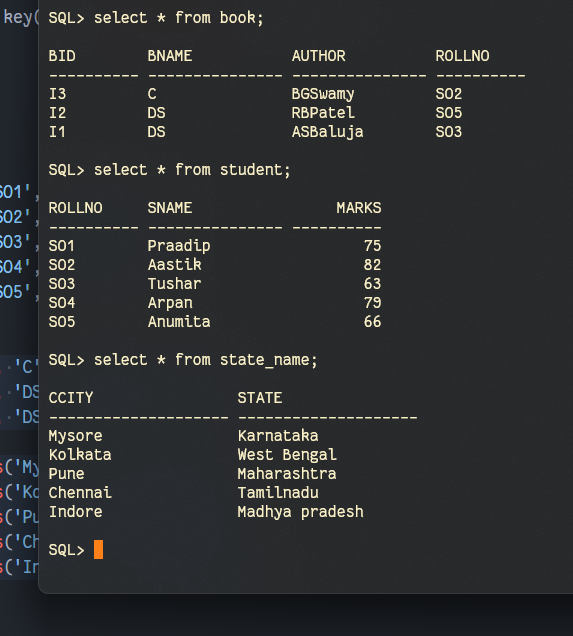 key(
SQL> select * from book;
BID BNAME AUTHOR ROLLNO
---------- --------------- --------------- ----------
I3 C BGSwamy SO2
I2 DS RBPatel SO5
I1 DS ASBaluja SO3
SQL> select * from student;
ROLLNO SNAME MARKS
---------- --------------- ----------
SO1 Praadip 75
SO2 Aastik 82
SO3 Tushar 63
SO4 Arpan 79
SO5 Anumita 66
SQL> select * from state_name;
CCITY STATE
-------------------- --------------------
Mysore Karnataka
Kolkata West Bengal
Pune Maharashtra
Chennai Tamilnadu
Indore Madhya pradesh
SQL>
SO1',
SO2',
SO3',
SO4',
SO5',
'C'
'DS
'DS
s('My
s('Ko
s('Pu
s('Ch
s('In